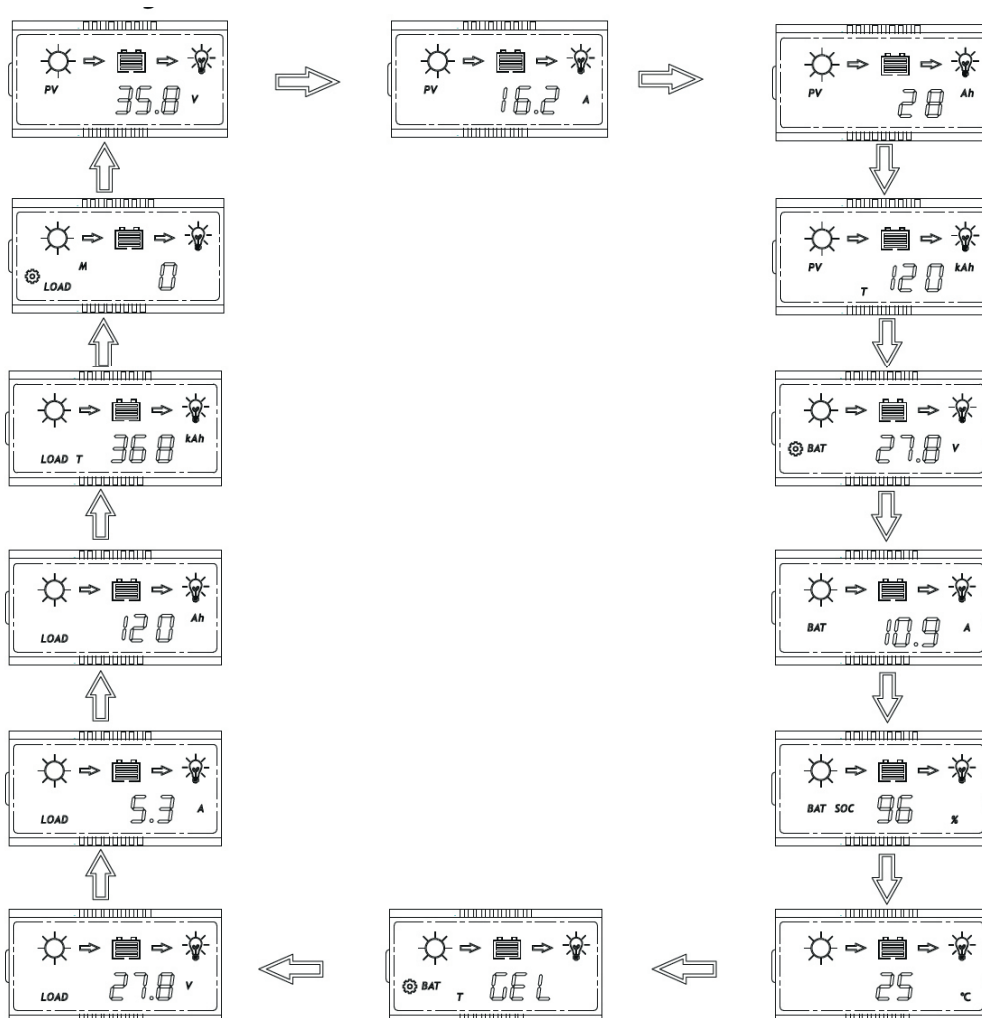 PV 35.8 V
PV 16.2 A
PV 28 Ah
PV T 120 kAh
BAT 27.8 V
BAT 10.9 A
BAT SOC 96 %
25 °C
BAT T GEL
LOAD 27.8 V
LOAD 5.3 A
LOAD 120 Ah
LOAD T 368 kAh
M
LOAD 0